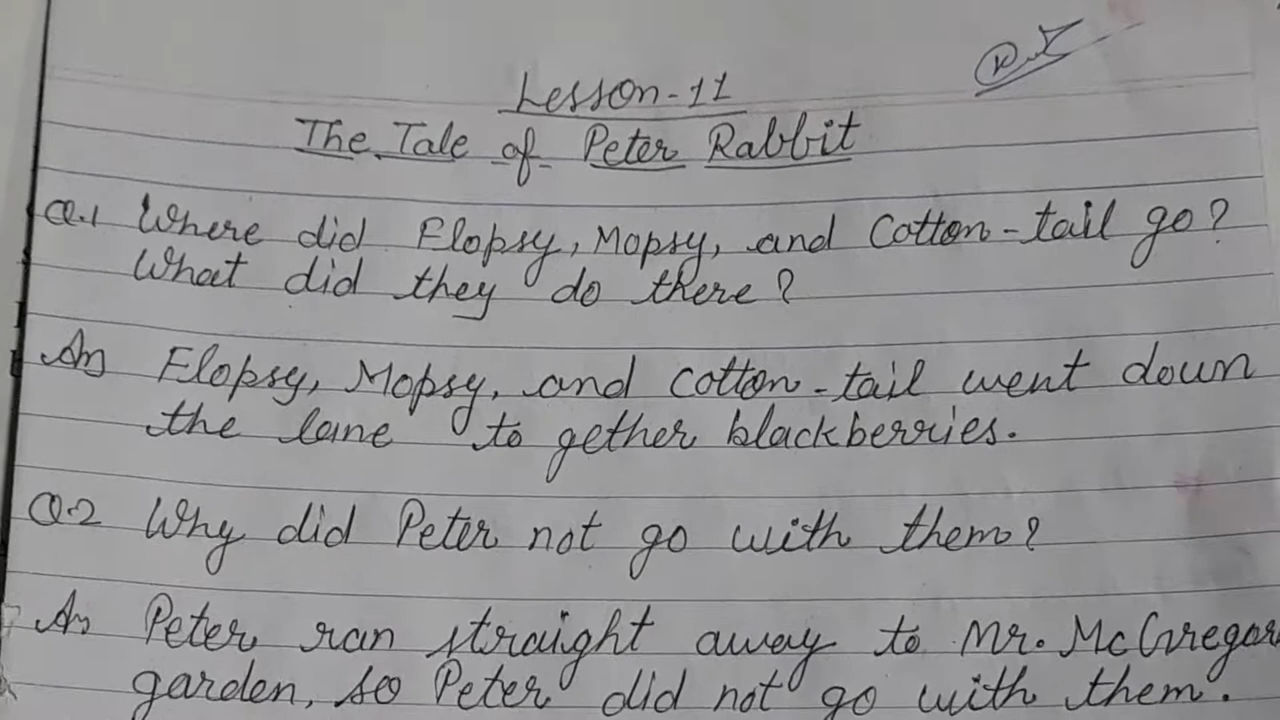 Lesson-11
The Tale of Peter Rabbit
Q.1 Where did Flopsy, Mopsy, and Cotton-tail go?
What did they do there?
An Flopsy, Mopsy, and cotton-tail went down
the lane to gether blackberries.
Q.2 Why did Peter not go with them?
An Peter ran straight away to Mr. McGregor
garden, so Peter did not go with them.